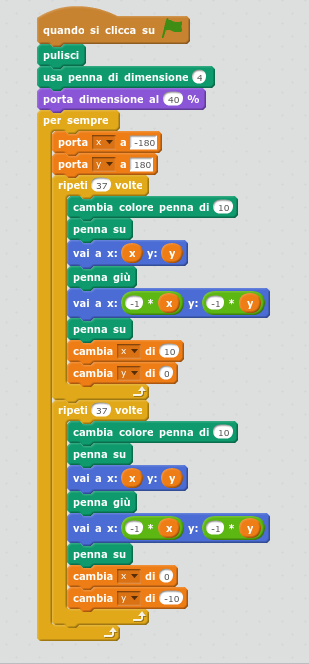 quando si clicca su
pulisci
usa penna di dimensione 4
porta dimensione al 40 %
per sempre
porta x a -180
porta y a 180
ripeti 37 volte
cambia colore penna di 10
penna su
vai a x: x y: y
penna giù
vai a x: -1 * x y: -1 * y
penna su
cambia x di 10
cambia y di 0
ripeti 37 volte
cambia colore penna di 10
penna su
vai a x: x y: y
penna giù
vai a x: -1 * x y: -1 * y
penna su
cambia x di 0
cambia y di -10